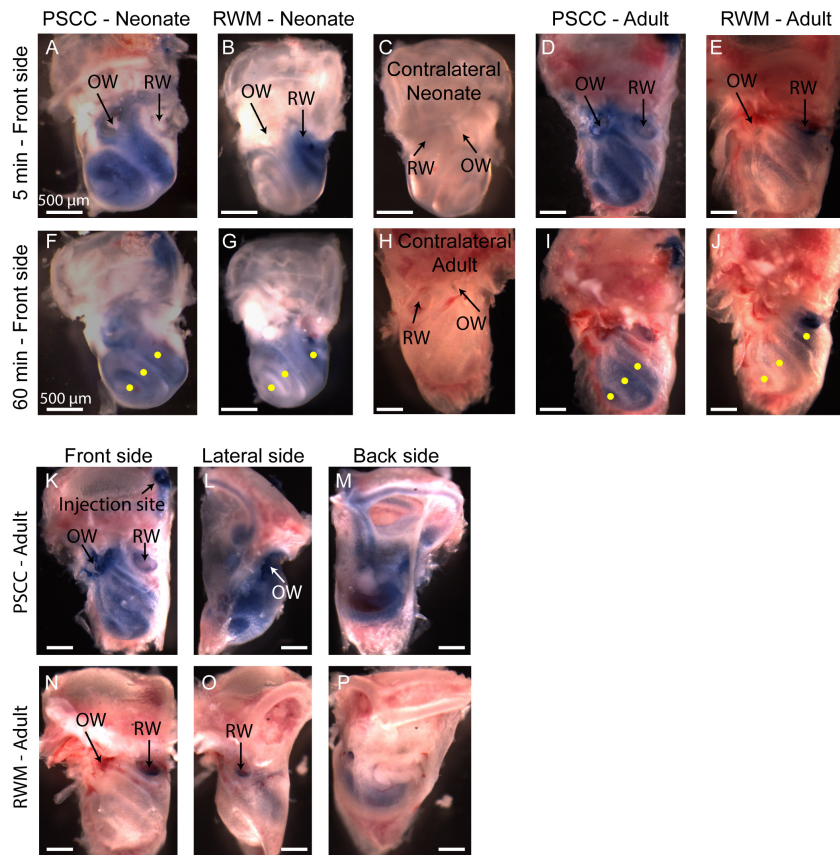 PSCC - Neonate RWM - Neonate PSCC - Adult RWM - Adult
5 min - Front side
A OW RW
500 µm
B OW RW
C Contralateral
Neonate
RW OW
D OW RW
E OW RW
60 min - Front side
F
500 µm
G
H Contralateral
Adult
RW OW
I
J
Front side Lateral side Back side
PSCC - Adult
K
Injection site
OW RW
L
OW
M
RWM - Adult
N
OW RW
O
RW
P